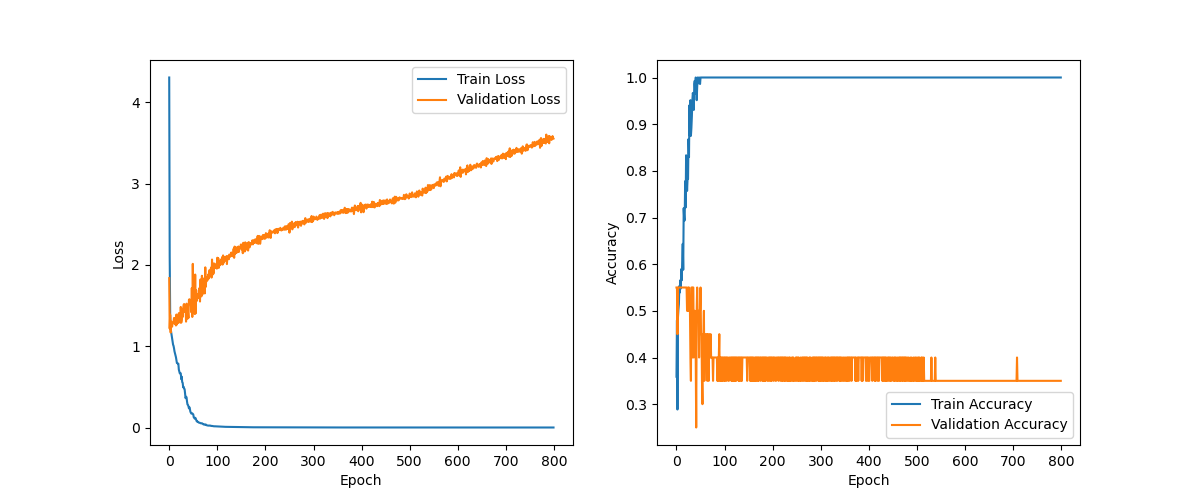 Train Loss
Validation Loss
4
3
2
1
0
Loss
0 100 200 300 400 500 600 700 800
Epoch
1.0
0.9
0.8
0.7
0.6
0.5
0.4
0.3
Accuracy
Train Accuracy
Validation Accuracy
0 100 200 300 400 500 600 700 800
Epoch